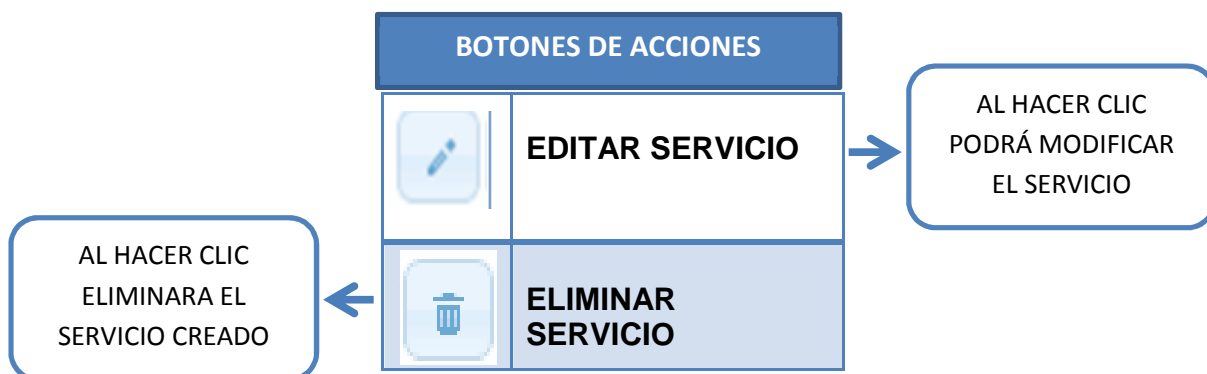 BOTONES DE ACCIONES
EDITAR SERVICIO
AL HACER CLIC
PODRÁ MODIFICAR
EL SERVICIO
AL HACER CLIC
ELIMINARA EL
SERVICIO CREADO
ELIMINAR
SERVICIO